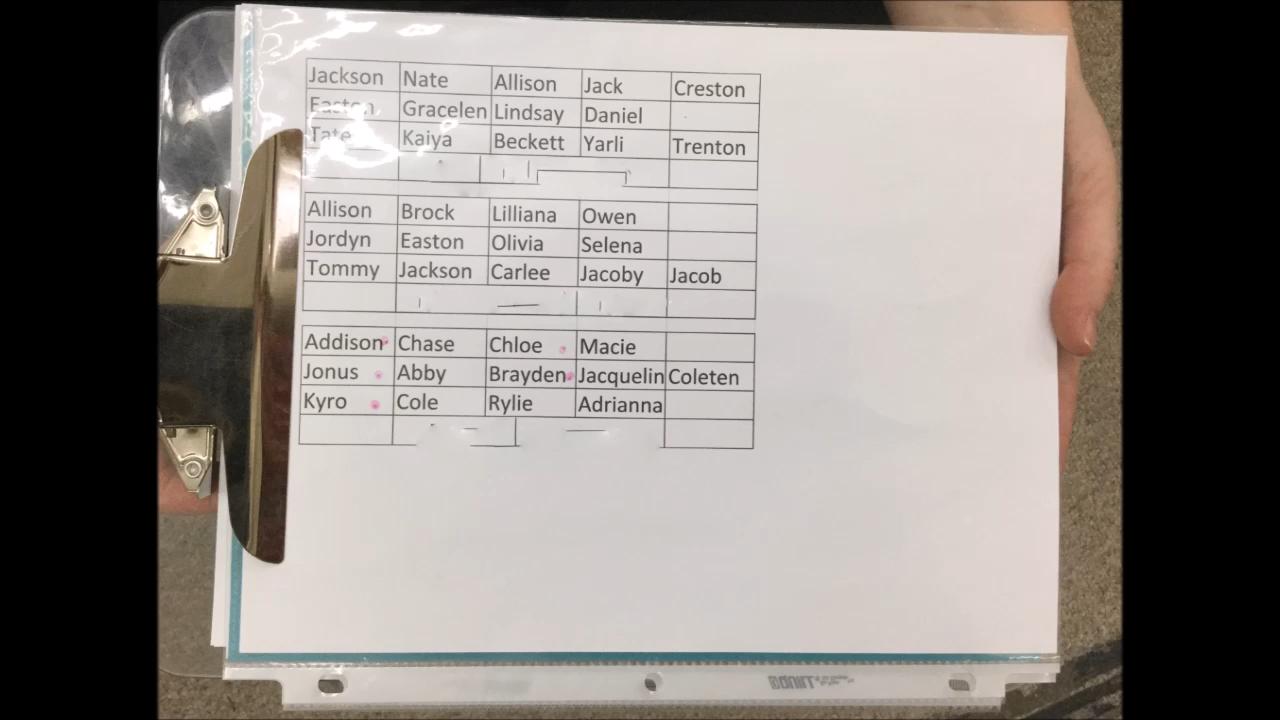 Jackson Nate Allison Jack Creston
Easton Gracelen Lindsay Daniel
Tate Kaiya Beckett Yarli Trenton
Allison Brock Lilliana Owen
Jordyn Easton Olivia Selena
Tommy Jackson Carlee Jacoby Jacob
Addison Chase Chloe Macie
Jonus Abby Brayden Jacquelin Coleten
Kyro Cole Rylie Adrianna